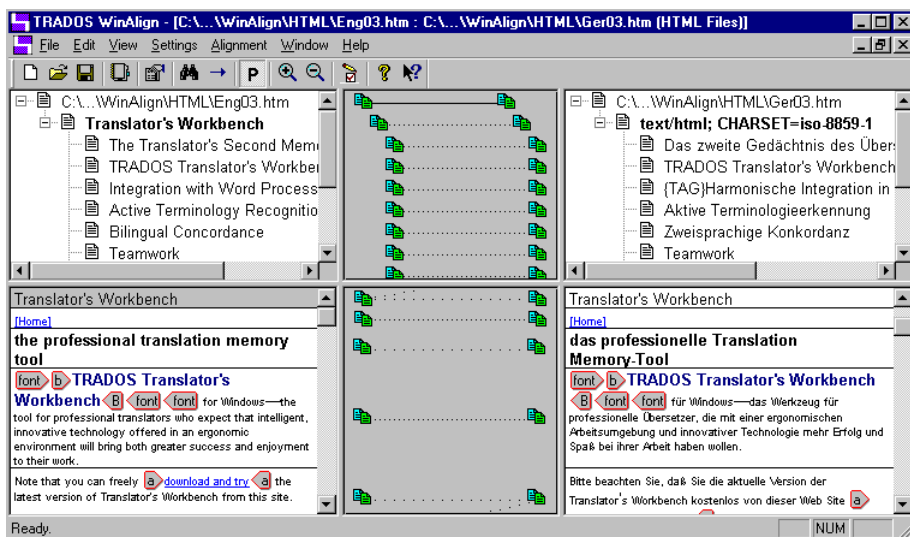 TRADOS WinAlign - [C:\...\WinAlign\HTML\Eng03.htm : C:\...\WinAlign\HTML\Ger03.htm (HTML Files)]
File Edit View Settings Alignment Window Help
P
C:\...\WinAlign\HTML\Eng03.htm
Translator's Workbench
The Translator's Second Mem
TRADOS Translator's Workbe
Integration with Word Process
Active Terminology Recognitio
Bilingual Concordance
Teamwork
C:\...\WinAlign\HTML\Ger03.htm
text/html; CHARSET=iso-8859-1
Das zweite Gedächtnis des Über
TRADOS Translator's Workbench
{TAG}Harmonische Integration in
Aktive Terminologieerkennung
Zweisprachige Konkordanz
Teamwork
Translator's Workbench
[Home]
the professional translation memory
tool
font b TRADOS Translator's
Workbench B font font for Windows—the
tool for professional translators who expect that intelligent,
innovative technology offered in an ergonomic
environment will bring both greater success and enjoyment
to their work.
Note that you can freely a download and try a the
latest version of Translator's Workbench from this site.
Translator's Workbench
[Home]
das professionelle Translation
Memory-Tool
font b TRADOS Translator's Workbench
B font font für Windows—das Werkzeug für
professionelle Übersetzer, die mit einer ergonomischen
Arbeitsumgebung und innovativer Technologie mehr Erfolg und
Spaß bei ihrer Arbeit haben wollen.
Bitte beachten Sie, daß Sie die aktuelle Version der
Translator's Workbench kostenlos von dieser Web Site a
Ready.
NUM